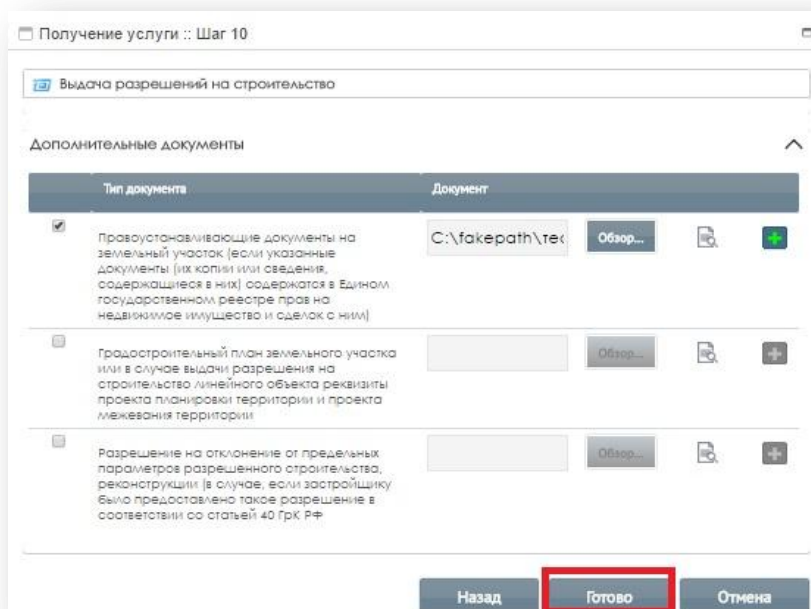 Получение услуги :: Шаг 10
Выдача разрешений на строительство
Дополнительные документы
Тип документа Документ
Правоустанавливающие документы на
земельный участок (если указанные
документы (их копии или сведения,
содержащиеся в них) содержатся в Едином
государственном реестре прав на
недвижимое имущество и сделок с ним)
C:\fakepath\тес Обзор...
Градостроительный план земельного участка
или в случае выдачи разрешения на
строительство линейного объекта реквизиты
проекта планировки территории и проекта
межевания территории
Обзор...
Разрешение на отклонение от предельных
параметров разрешенного строительства,
реконструкции (в случае, если застройщику
было предоставлено такое разрешение в
соответствии со статьей 40 ГрК РФ
Обзор...
Назад Готово Отмена